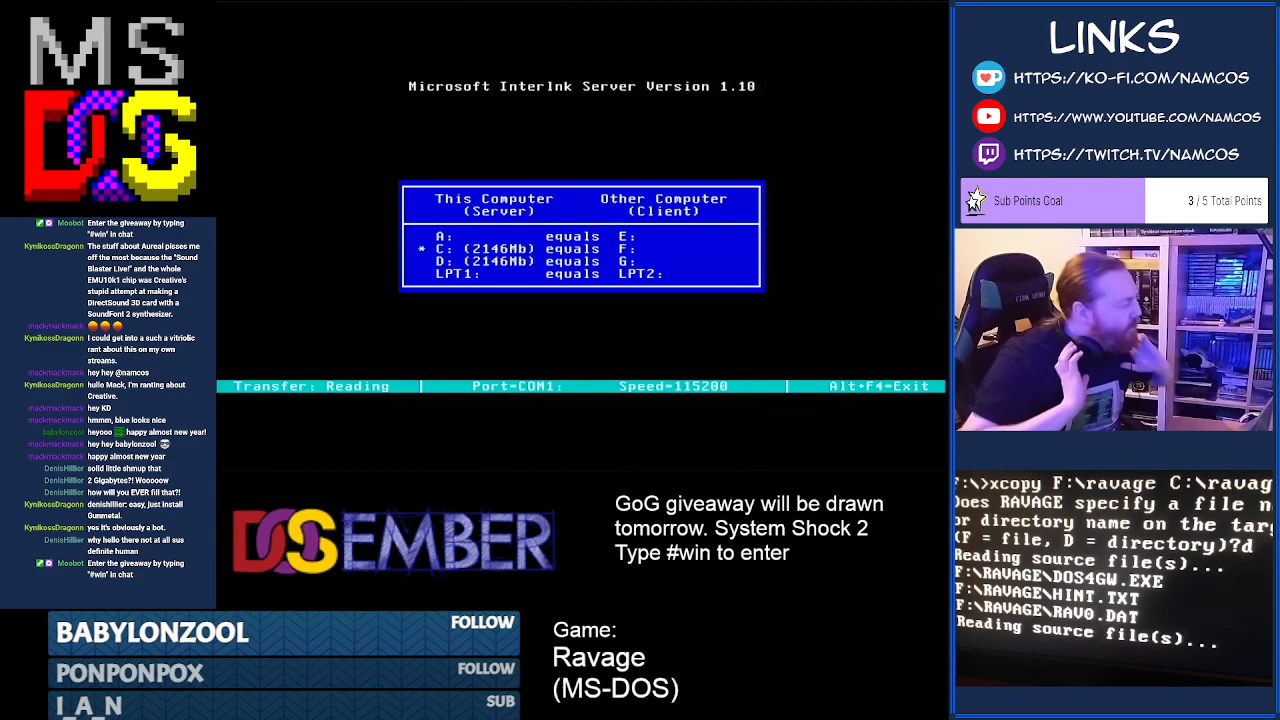 MS
DOS
Moobot Enter the giveaway by typing
"#win" in chat
KynikossDragonn The stuff about Aureal pisses me
off the most because the "Sound
Blaster Live!" and the whole
EMU10k1 chip was Creative's
stupid attempt at making a
DirectSound 3D card with a
SoundFont 2 synthesizer.
mackmackmack
KynikossDragonn I could get into a such a vitriolic
rant about this on my own
streams.
mackmackmack hey hey @namcos
KynikossDragonn hullo Mack, I'm ranting about
Creative.
mackmackmack hey KD
mackmackmack hmmm, blue looks nice
babylonzool heyooo happy almost new year!
mackmackmack hey hey babylonzool
mackmackmack happy almost new year
DenisHillier solid little shmup that
DenisHillier 2 Gigabytes?! Wooooow
DenisHillier how will you EVER fill that?!
KynikossDragonn denishillier: easy, just install
Gunmetal.
KynikossDragonn yes it's obviously a bot.
DenisHillier why hello there not at all sus
definite human
Moobot Enter the giveaway by typing
"#win" in chat
Microsoft Interlnk Server Version 1.10
This Computer Other Computer
(Server) (Client)
A: equals E:
* C: (2146Mb) equals F:
D: (2146Mb) equals G:
LPT1: equals LPT2:
Transfer: Reading | Port=COM1: Speed=115200 | Alt+F4=Exit
DOSEMBER
GoG giveaway will be drawn
tomorrow. System Shock 2
Type #win to enter
BABYLONZOOL FOLLOW
PONPONPOX FOLLOW
I_A_N SUB
Game:
Ravage
(MS-DOS)
LINKS
HTTPS://KO-FI.COM/NAMCOS
HTTPS://WWW.YOUTUBE.COM/NAMCOS
HTTPS://TWITCH.TV/NAMCOS
Sub Points Goal 3 / 5 Total Points
F:\>xcopy F:\ravage C:\ravag
Does RAVAGE specify a file n
or directory name on the targ
(F = file, D = directory)?d
Reading source file(s)...
F:\RAVAGE\DOS4GW.EXE
F:\RAVAGE\HINT.TXT
F:\RAVAGE\RAV0.DAT
Reading source file(s)...